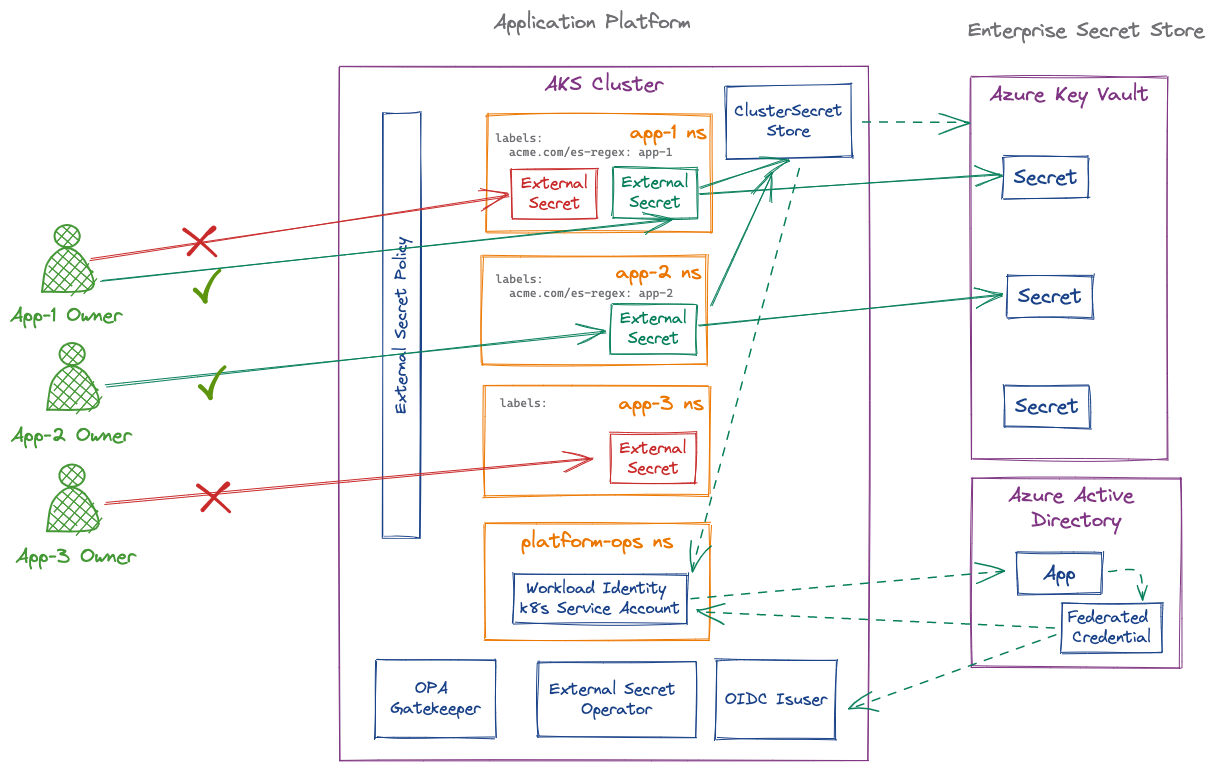 Application Platform
Enterprise Secret Store
AKS Cluster
ClusterSecret
Store
Azure Key Vault
labels:
app-1 ns
acme.com/es-regex: app-1
External
Secret
External
Secret
Secret
External Secret Policy
App-1 Owner
labels:
app-2 ns
acme.com/es-regex: app-2
External
Secret
Secret
App-2 Owner
labels:
app-3 ns
External
Secret
Secret
App-3 Owner
platform-ops ns
Workload Identity
k8s Service Account
Azure Active
Directory
App
Federated
Credential
OPA
Gatekeeper
External Secret
Operator
OIDC Isuser